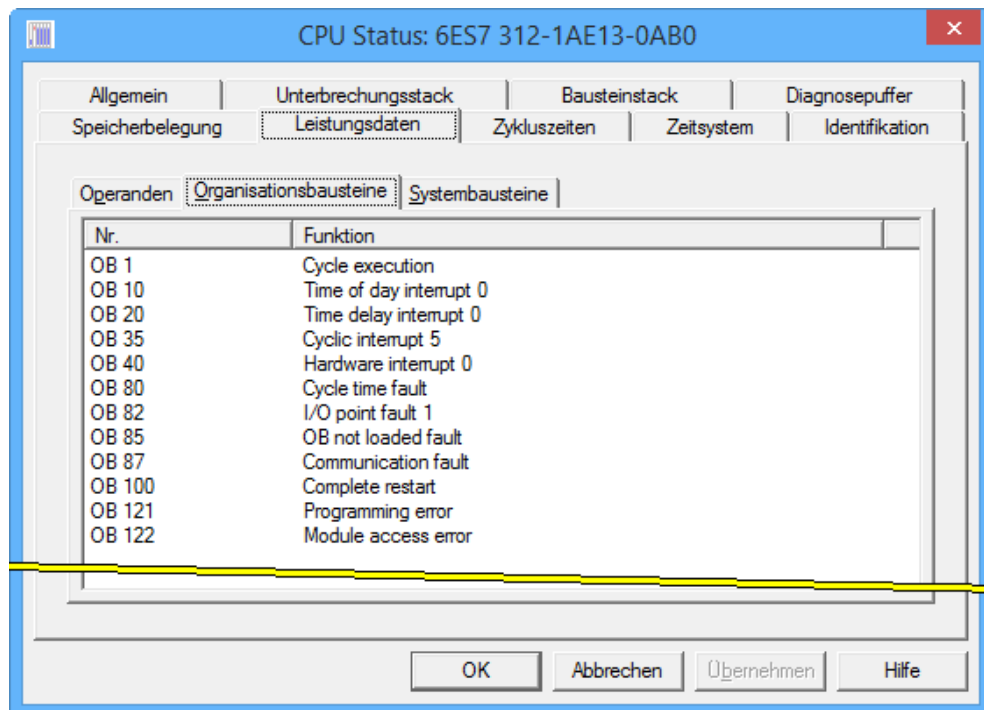 CPU Status: 6ES7 312-1AE13-0AB0
Allgemein Unterbrechungsstack Bausteinstack Diagnosepuffer
Speicherbelegung Leistungsdaten Zykluszeiten Zeitsystem Identifikation
Operanden Organisationsbausteine Systembausteine
Nr. Funktion
OB 1 Cycle execution
OB 10 Time of day interrupt 0
OB 20 Time delay interrupt 0
OB 35 Cyclic interrupt 5
OB 40 Hardware interrupt 0
OB 80 Cycle time fault
OB 82 I/O point fault 1
OB 85 OB not loaded fault
OB 87 Communication fault
OB 100 Complete restart
OB 121 Programming error
OB 122 Module access error
OK Abbrechen Übernehmen Hilfe